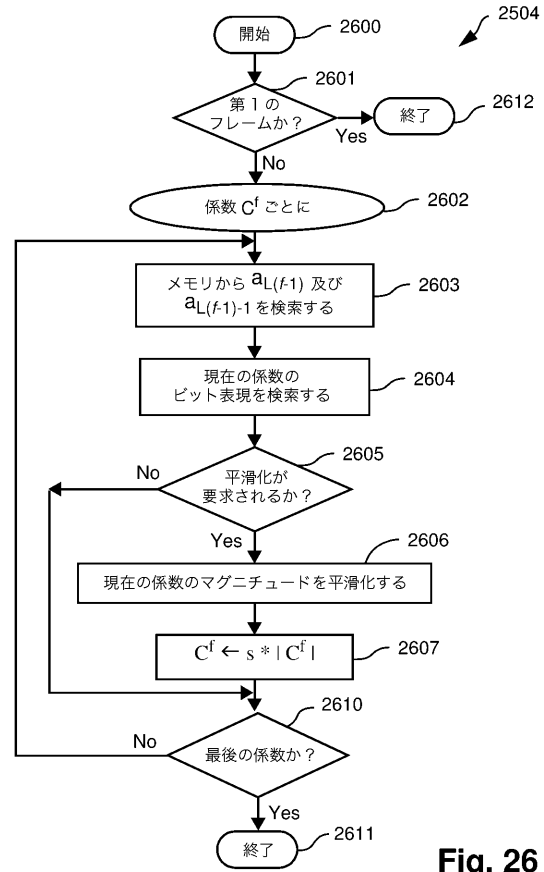 2504
開始
2600
2601
第１の
フレームか？
Yes
終了
2612
No
係数 Cf ごとに
2602
メモリから aL(f-1) 及び
aL(f-1)-1 を検索する
2603
現在の係数の
ビット表現を検索する
2604
2605
No
平滑化が
要求されるか？
Yes
2606
現在の係数のマグニチュードを平滑化する
Cf ← s * | Cf |
2607
2610
No
最後の係数か？
Yes
終了
2611
Fig. 26